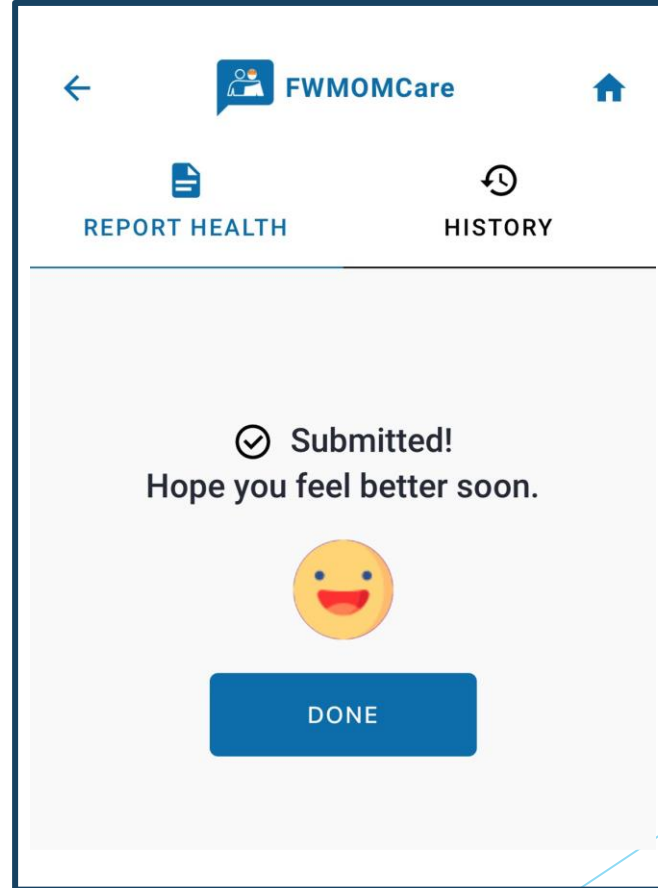 FWMOMCare
REPORT HEALTH
HISTORY
Submitted!
Hope you feel better soon.
DONE